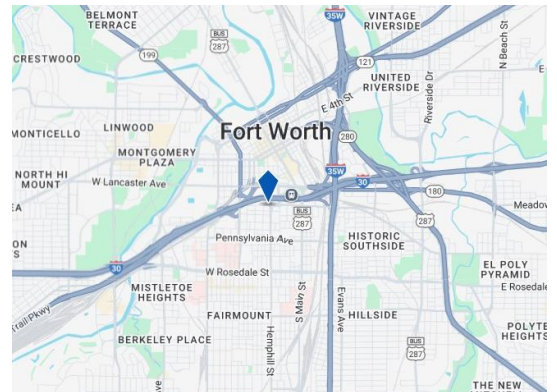 BELMONT
TERRACE
199
BUS
287
35W
VINTAGE
RIVERSIDE
N Beach St
CRESTWOOD
121
UNITED
RIVERSIDE
Riverside Dr
E 4th St
MONTICELLO
LINWOOD
Fort Worth
280
MONTGOMERY
PLAZA
NORTH HI
MOUNT
W Lancaster Ave
35W
30
180
BUS
287
287
Meadow
Pennsylvania Ave
HISTORIC
SOUTHSIDE
30
W Rosedale St
EL POLY
PYRAMID
E Rosedale
MISTLETOE
HEIGHTS
S Main St
Evans Ave
Trail Pkwy
FAIRMOUNT
Hemphill St
HILLSIDE
POLYTE
HEIGHTS
BERKELEY PLACE
BUS
287
THE NEW